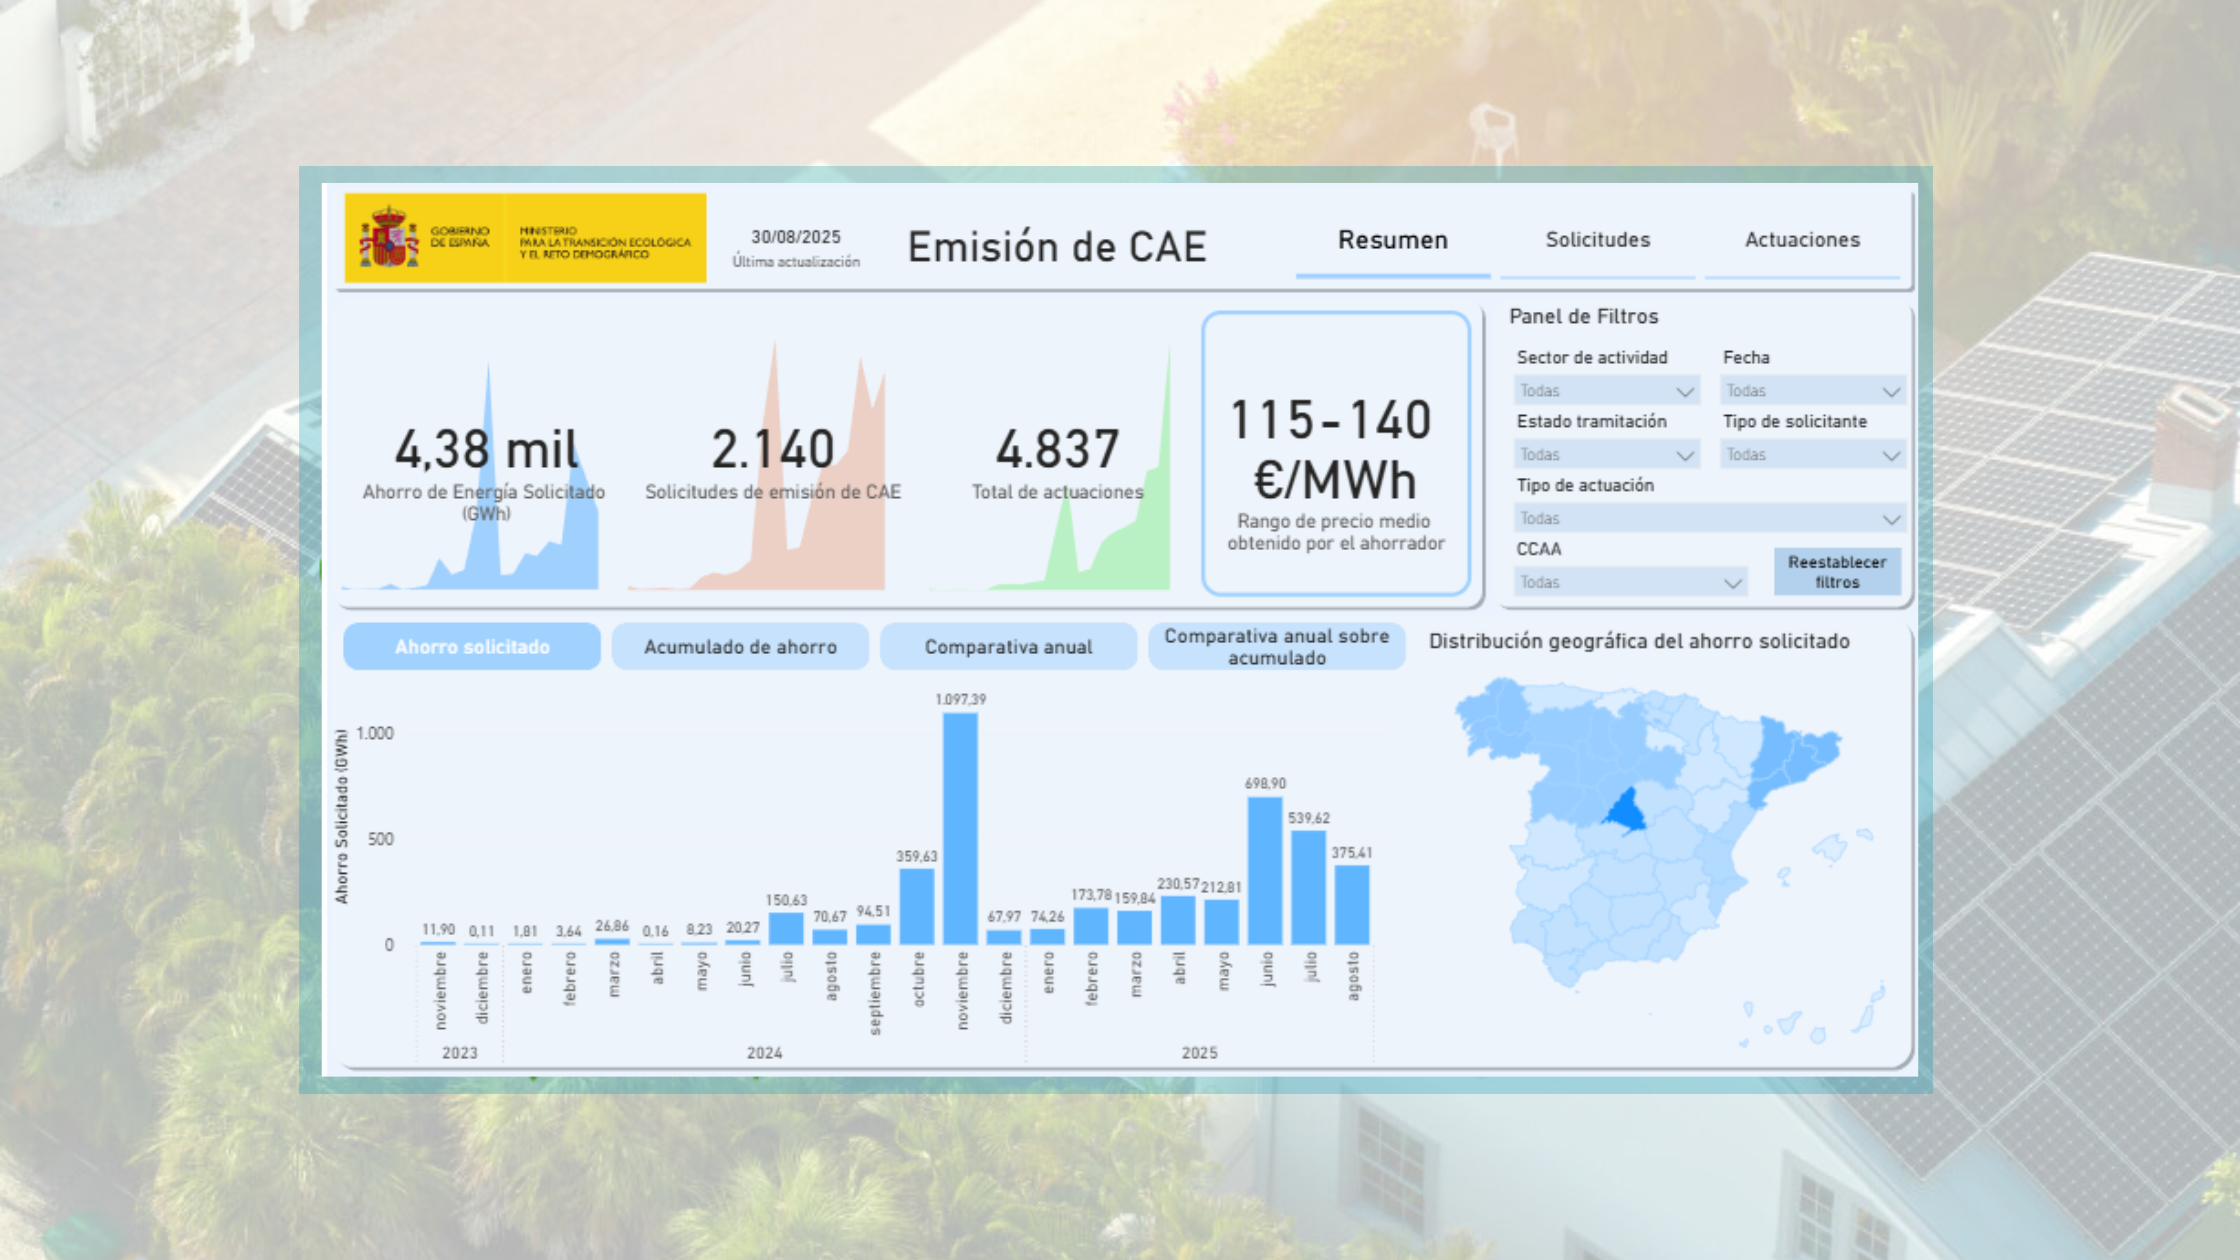 GOBIERNO
DE ESPAÑA
MINISTERIO
PARA LA TRANSICIÓN ECOLÓGICA
Y EL RETO DEMOGRÁFICO
30/08/2025
Última actualización
Emisión de CAE
Resumen
Solicitudes
Actuaciones
4,38 mil
Ahorro de Energía Solicitado
(GWh)
2.140
Solicitudes de emisión de CAE
4.837
Total de actuaciones
115-140
€/MWh
Rango de precio medio
obtenido por el ahorrador
Panel de Filtros
Sector de actividad
Todas
Fecha
Todas
Estado tramitación
Todas
Tipo de solicitante
Todas
Tipo de actuación
Todas
CCAA
Todas
Reestablecer
filtros
Ahorro solicitado
Acumulado de ahorro
Comparativa anual
Comparativa anual sobre
acumulado
Distribución geográfica del ahorro solicitado
Ahorro Solicitado (GWh)
1.000
500
0
11,90
0,11
1,81
3,64
26,86
0,16
8,23
20,27
150,63
70,67
94,51
359,63
1.097,39
67,97
74,26
173,78
159,84
230,57
212,81
698,90
539,62
375,41
noviembre
diciembre
enero
febrero
marzo
abril
mayo
junio
julio
agosto
septiembre
octubre
noviembre
diciembre
enero
febrero
marzo
abril
mayo
junio
julio
agosto
2023
2024
2025